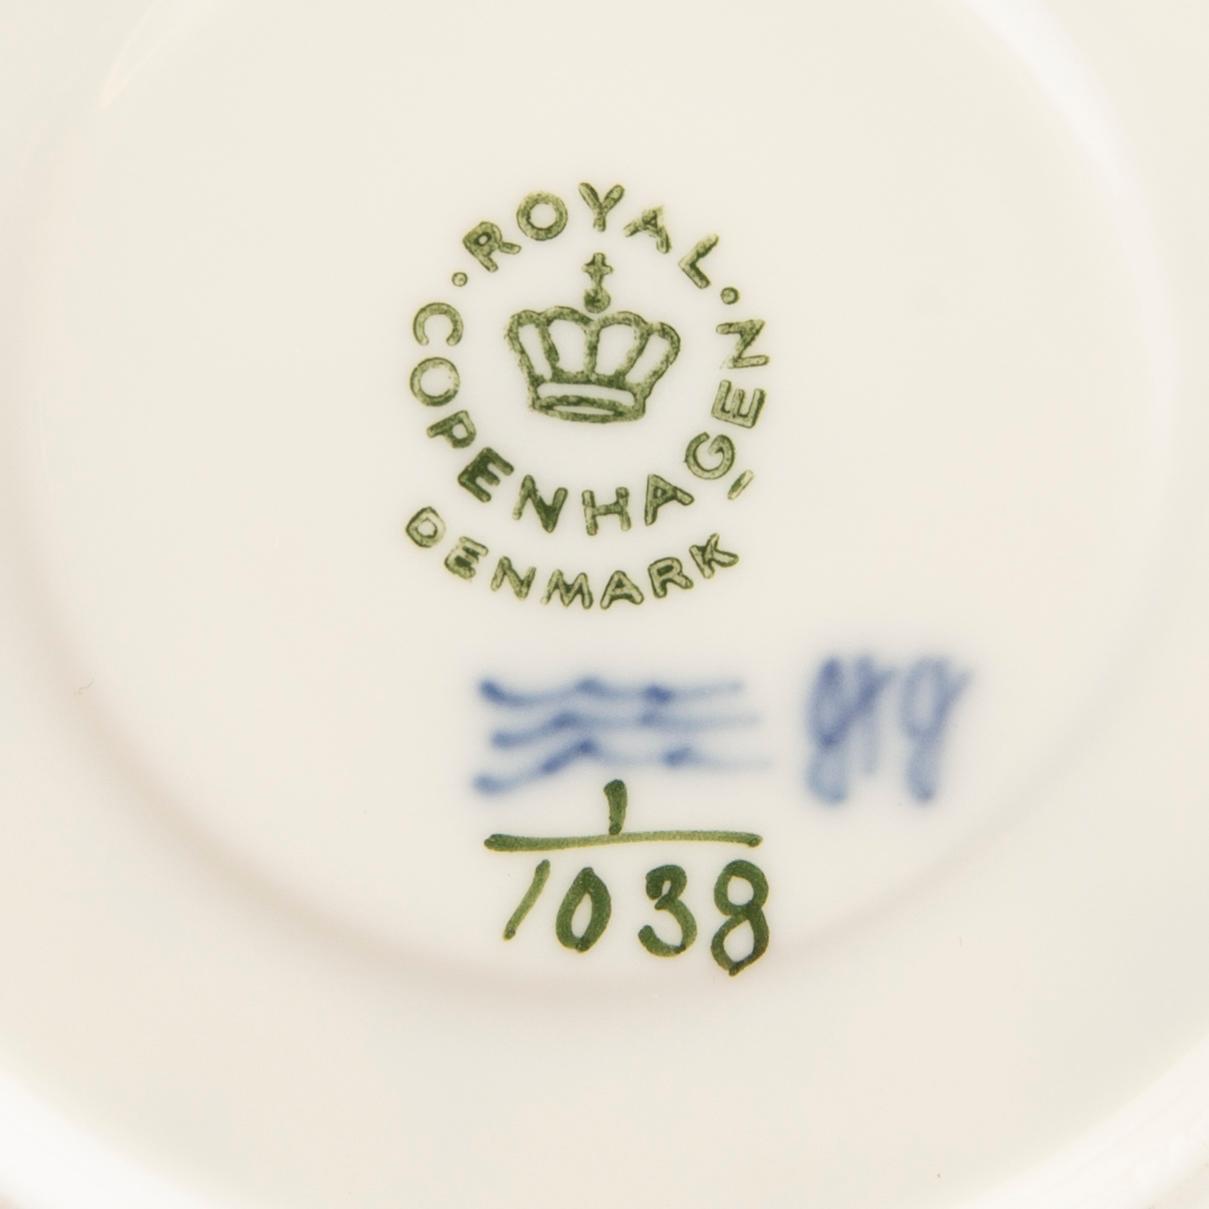 · ROYAL ·
COPENHAGEN
DENMARK
1
1038